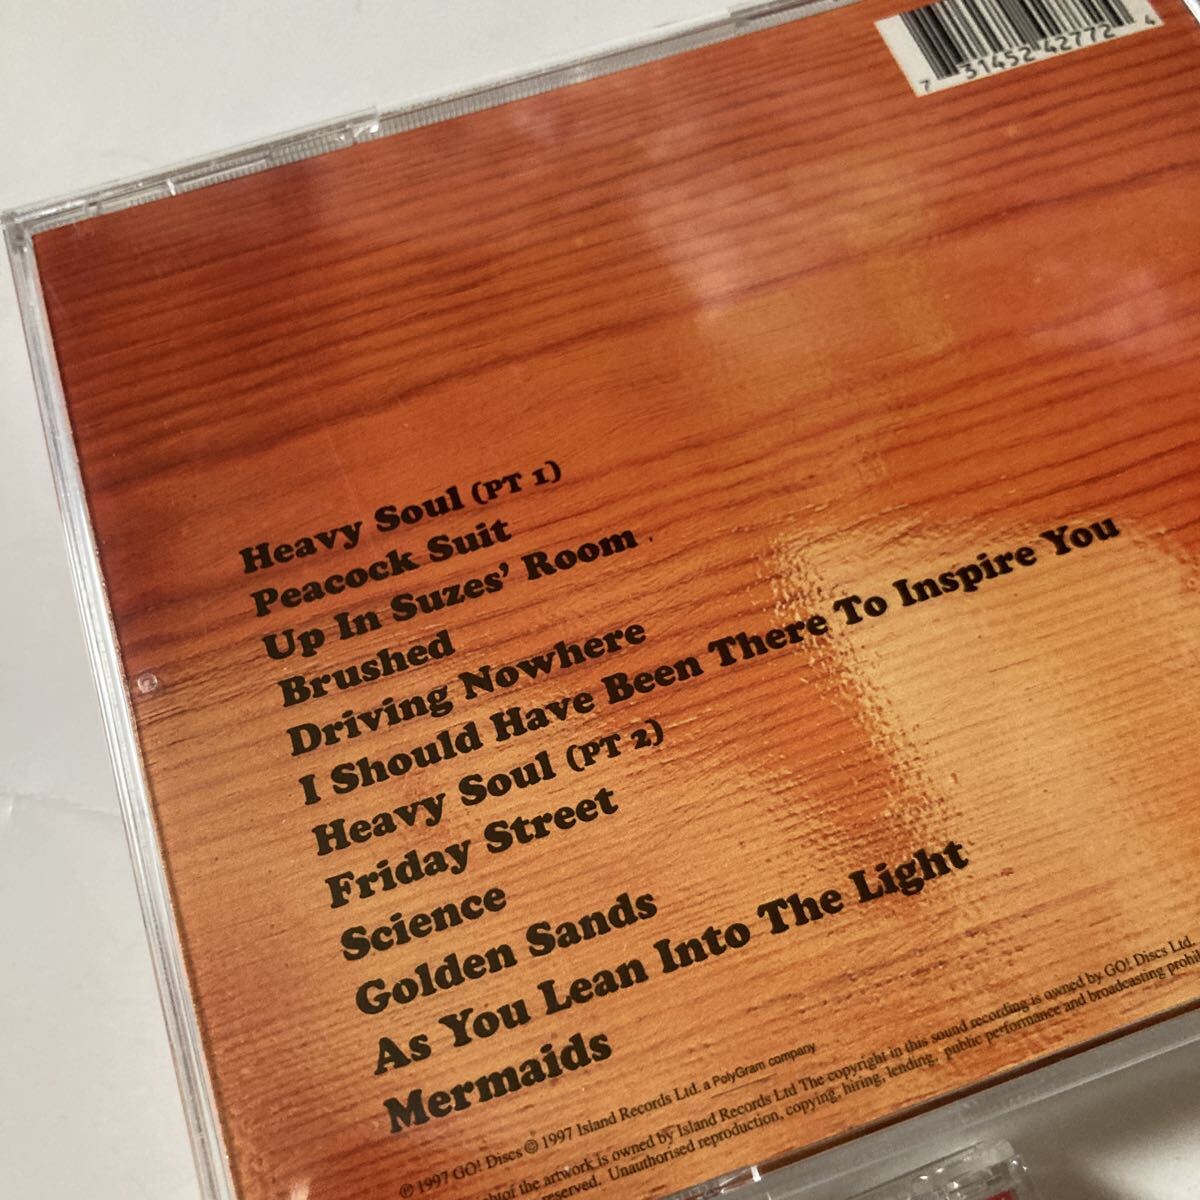 7 31452 42772 4
Heavy Soul (PT 1)
Peacock Suit
Up In Suzes' Room
Brushed
Driving Nowhere
I Should Have Been There To Inspire You
Heavy Soul (PT 2)
Friday Street
Science
Golden Sands
As You Lean Into The Light
Mermaids
℗ 1997 GO! Discs © 1997 Island Records Ltd. a PolyGram company
of the artwork is owned by Island Records Ltd The copyright in this sound recording is owned by GO! Discs Ltd.
reserved. Unauthorised reproduction, copying, hiring, lending, public performance and broadcasting